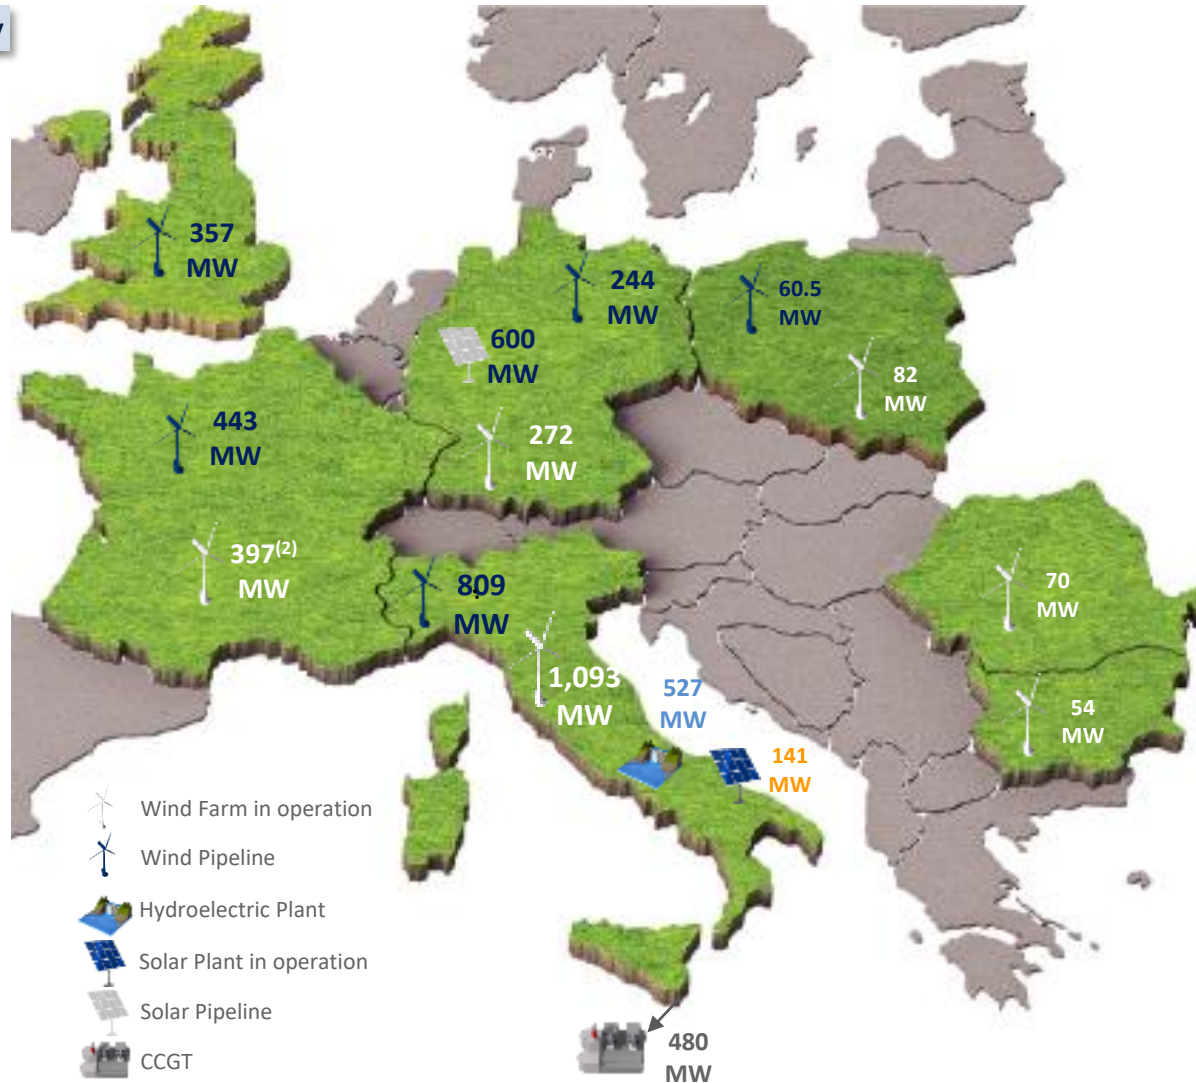 y
357
MW
244
MW
60.5
MW
600
MW
82
MW
443
MW
272
MW
397(2)
MW
809
MW
70
MW
1,093
MW
527
MW
54
MW
141
MW
Wind Farm in operation
Wind Pipeline
Hydroelectric Plant
Solar Plant in operation
Solar Pipeline
CCGT
480
MW